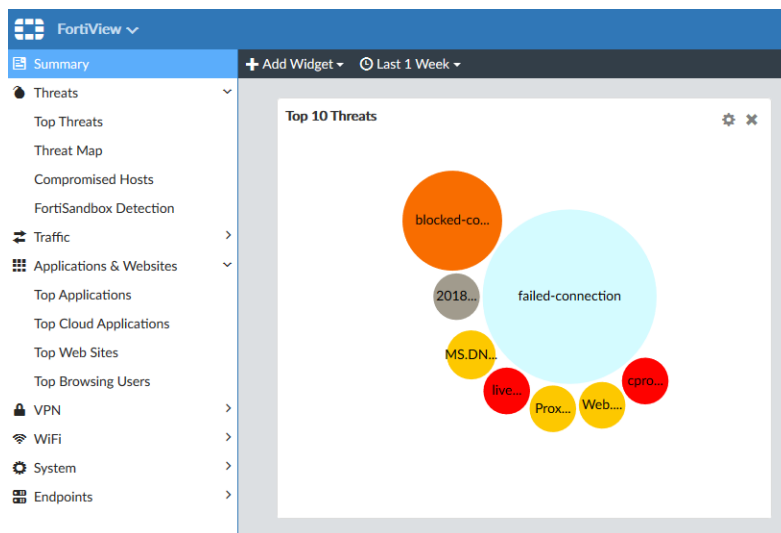 FortiView
Summary
Add Widget
Last 1 Week
Threats
Top Threats
Threat Map
Compromised Hosts
FortiSandbox Detection
Traffic
Applications & Websites
Top Applications
Top Cloud Applications
Top Web Sites
Top Browsing Users
VPN
WiFi
System
Endpoints
Top 10 Threats
blocked-co...
2018...
failed-connection
MS.DN...
live...
Prox...
Web....
cpro...